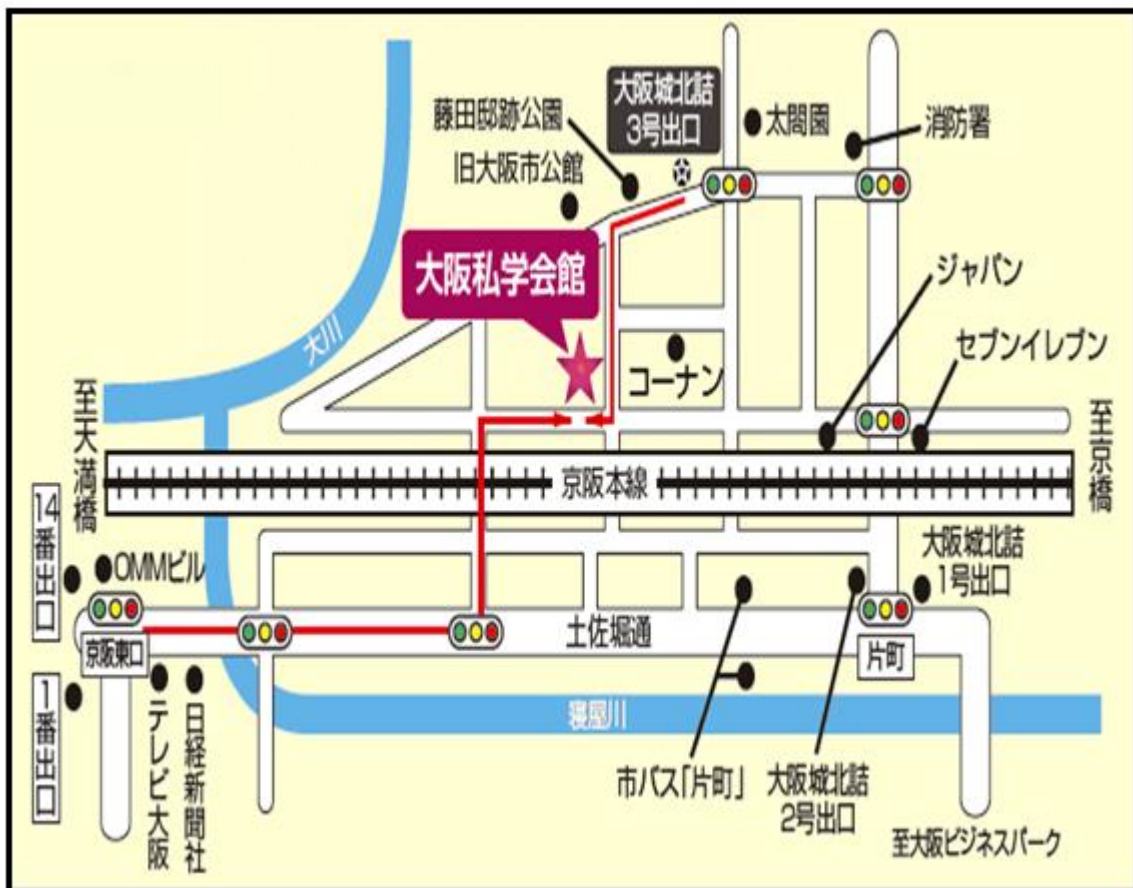 大阪城北詰
3号出口
太閤園
消防署
藤田邸跡公園
旧大阪市公館
大阪私学会館
ジャパン
大川
セブンイレブン
コーナン
至天満橋
至京橋
京阪本線
14番出口
OMMビル
大阪城北詰
1号出口
京阪東口
土佐堀通
片町
1番出口
テレビ大阪
日経新聞社
寝屋川
市バス「片町」
大阪城北詰
2号出口
至大阪ビジネスパーク